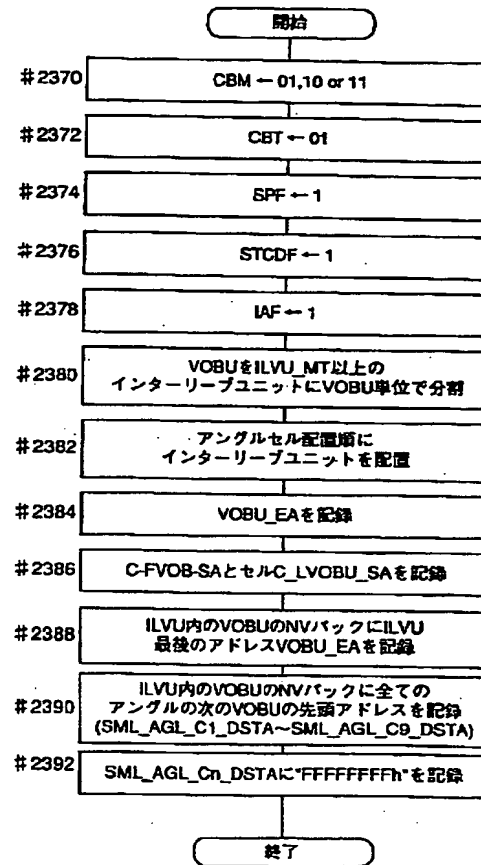 開始
#2370
CBM ← 01,10 or 11
#2372
CBT ← 01
#2374
SPF ← 1
#2376
STCDF ← 1
#2378
IAF ← 1
#2380
VOBUをILVU_MT以上の
インターリーブユニットにVOBU単位で分割
#2382
アングルセル配置順に
インターリーブユニットを配置
#2384
VOBU_EAを記録
#2386
C-FVOB-SAとセルC_LVOBU_SAを記録
#2388
ILVU内のVOBUのNVパックにILVU
最後のアドレスVOBU_EAを記録
#2390
ILVU内のVOBUのNVパックに全ての
アングルの次のVOBUの先頭アドレスを記録
(SML_AGL_C1_DSTA～SML_AGL_C9_DSTA)
#2392
SML_AGL_Cn_DSTAに"FFFFFFFFh"を記録
終了